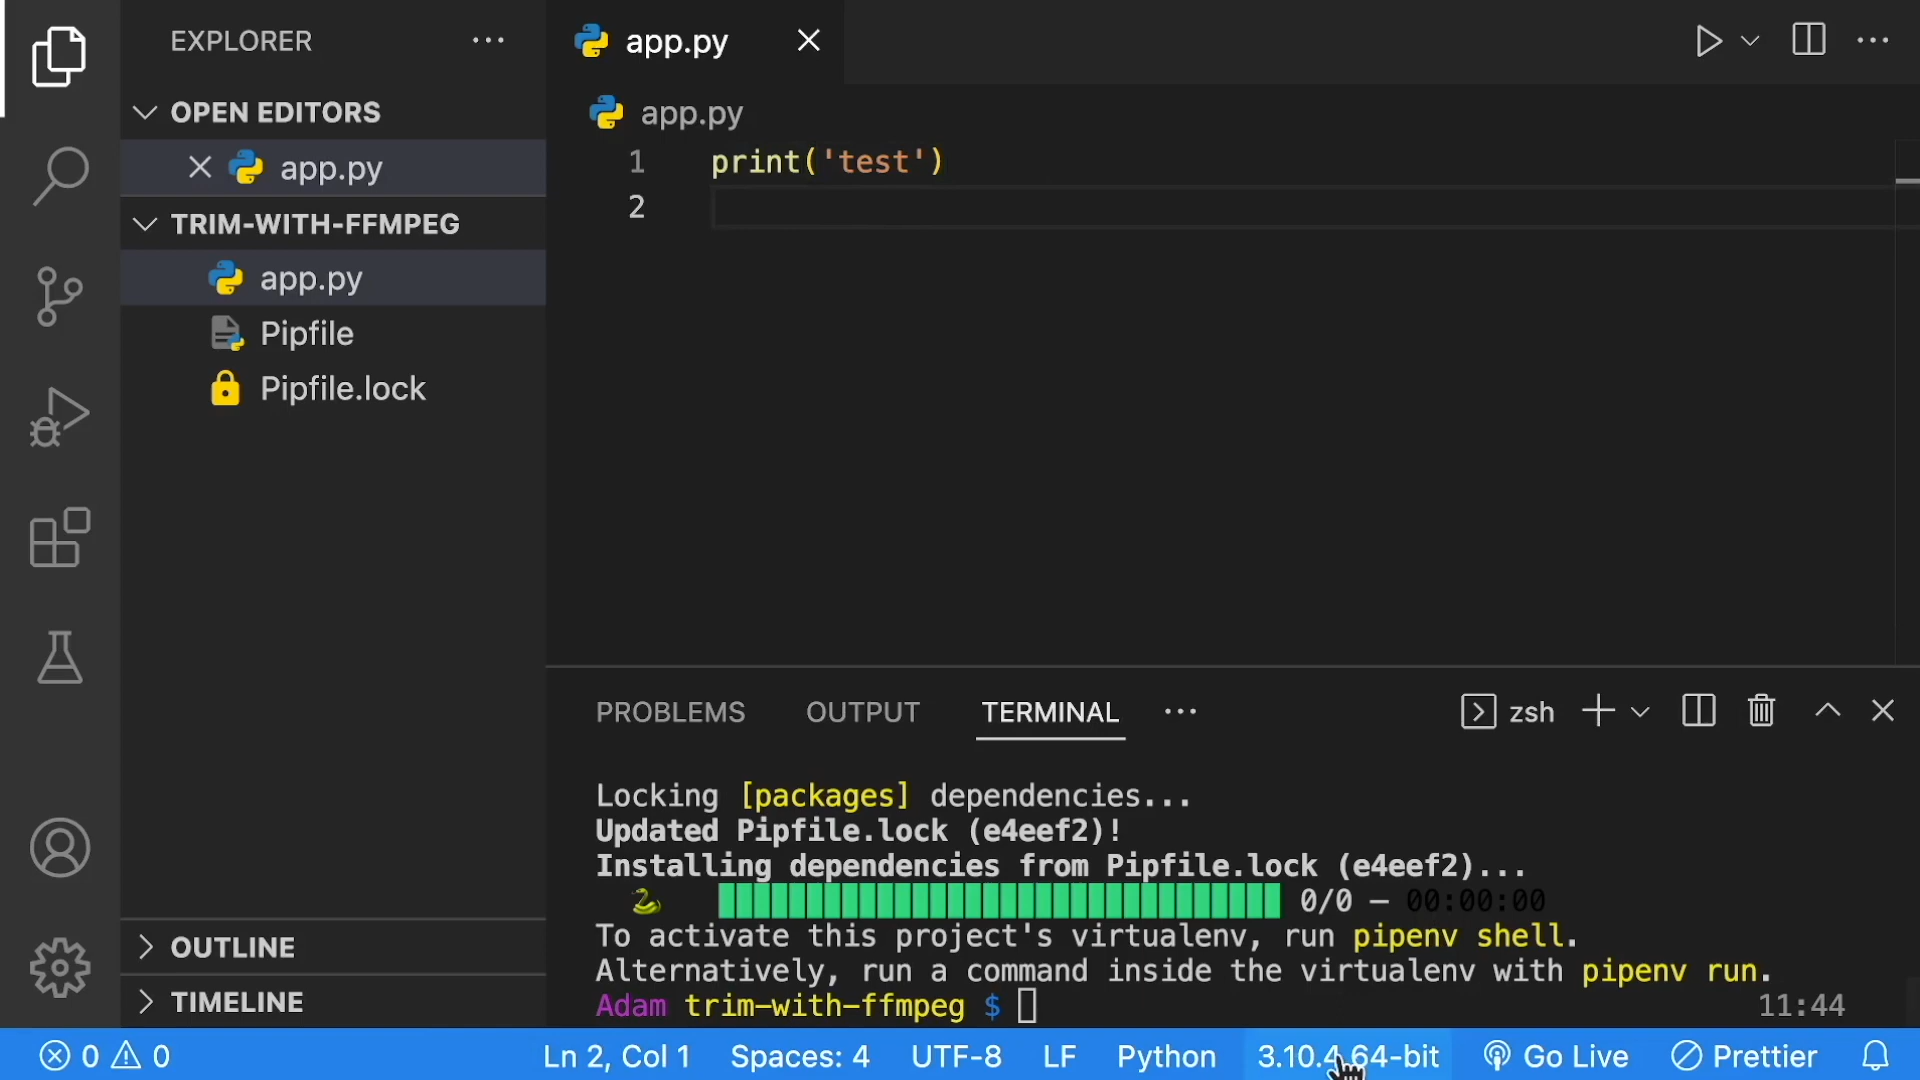 EXPLORER
OPEN EDITORS
app.py
TRIM-WITH-FFMPEG
app.py
Pipfile
Pipfile.lock
OUTLINE
TIMELINE
app.py
app.py
1 print('test')
2
PROBLEMS OUTPUT TERMINAL
zsh
Locking [packages] dependencies...
Updated Pipfile.lock (e4eef2)!
Installing dependencies from Pipfile.lock (e4eef2)...
0/0 — 00:00:00
To activate this project's virtualenv, run pipenv shell.
Alternatively, run a command inside the virtualenv with pipenv run.
Adam trim-with-ffmpeg $ 11:44
0 0 Ln 2, Col 1 Spaces: 4 UTF-8 LF Python 3.10.4 64-bit Go Live Prettier